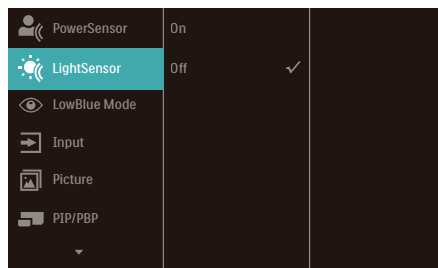 PowerSensor
On
LightSensor
Off
LowBlue Mode
Input
Picture
PIP/PBP